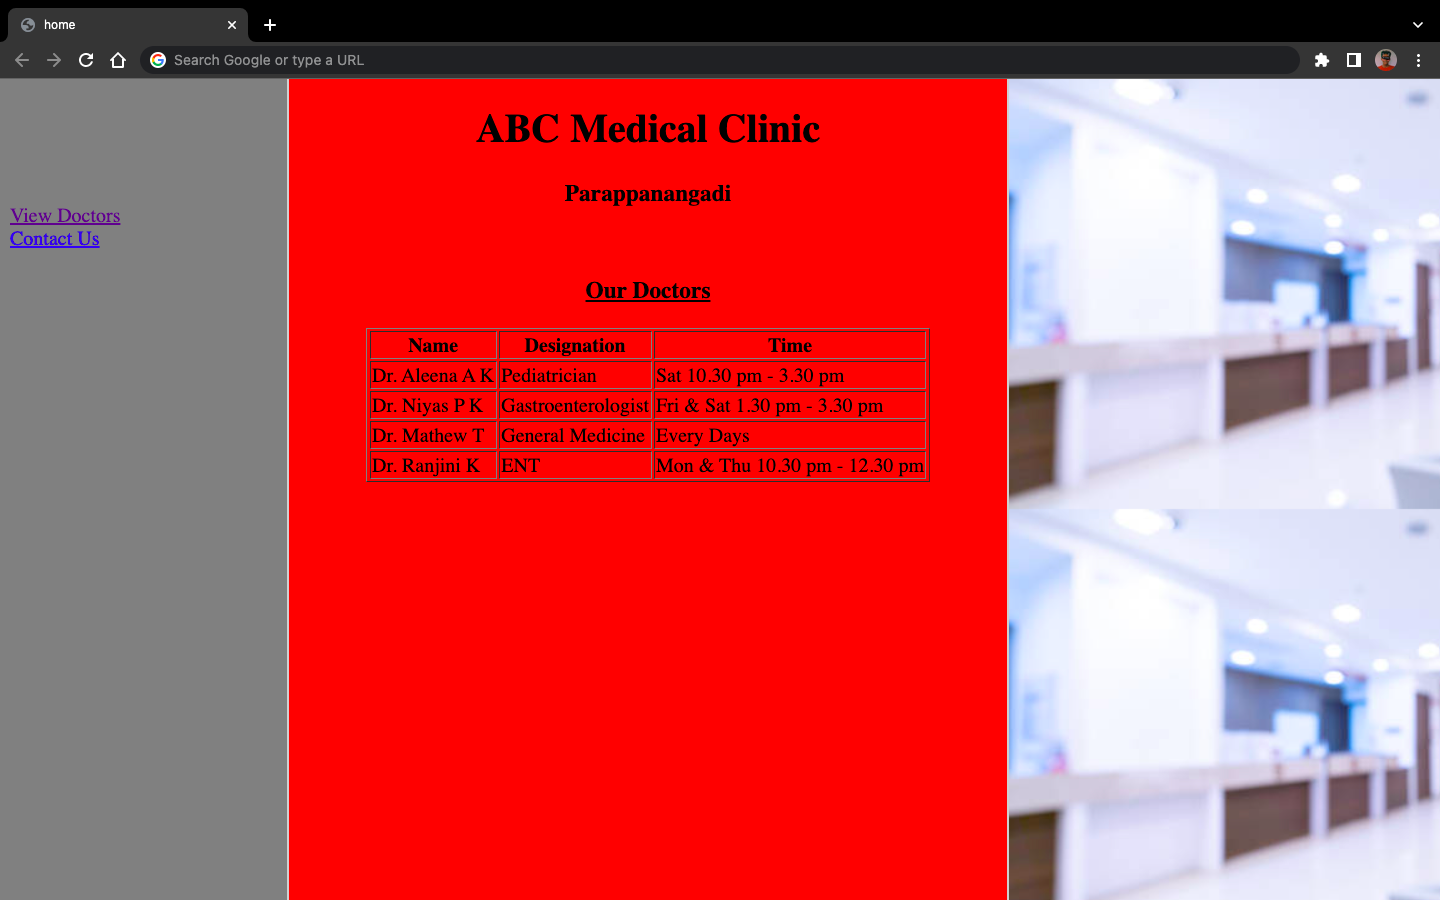 home
Search Google or type a URL
View Doctors
Contact Us
ABC Medical Clinic
Parappanangadi
Our Doctors
Name Designation Time
Dr. Aleena A K Pediatrician Sat 10.30 pm - 3.30 pm
Dr. Niyas P K Gastroenterologist Fri & Sat 1.30 pm - 3.30 pm
Dr. Mathew T General Medicine Every Days
Dr. Ranjini K ENT Mon & Thu 10.30 pm - 12.30 pm